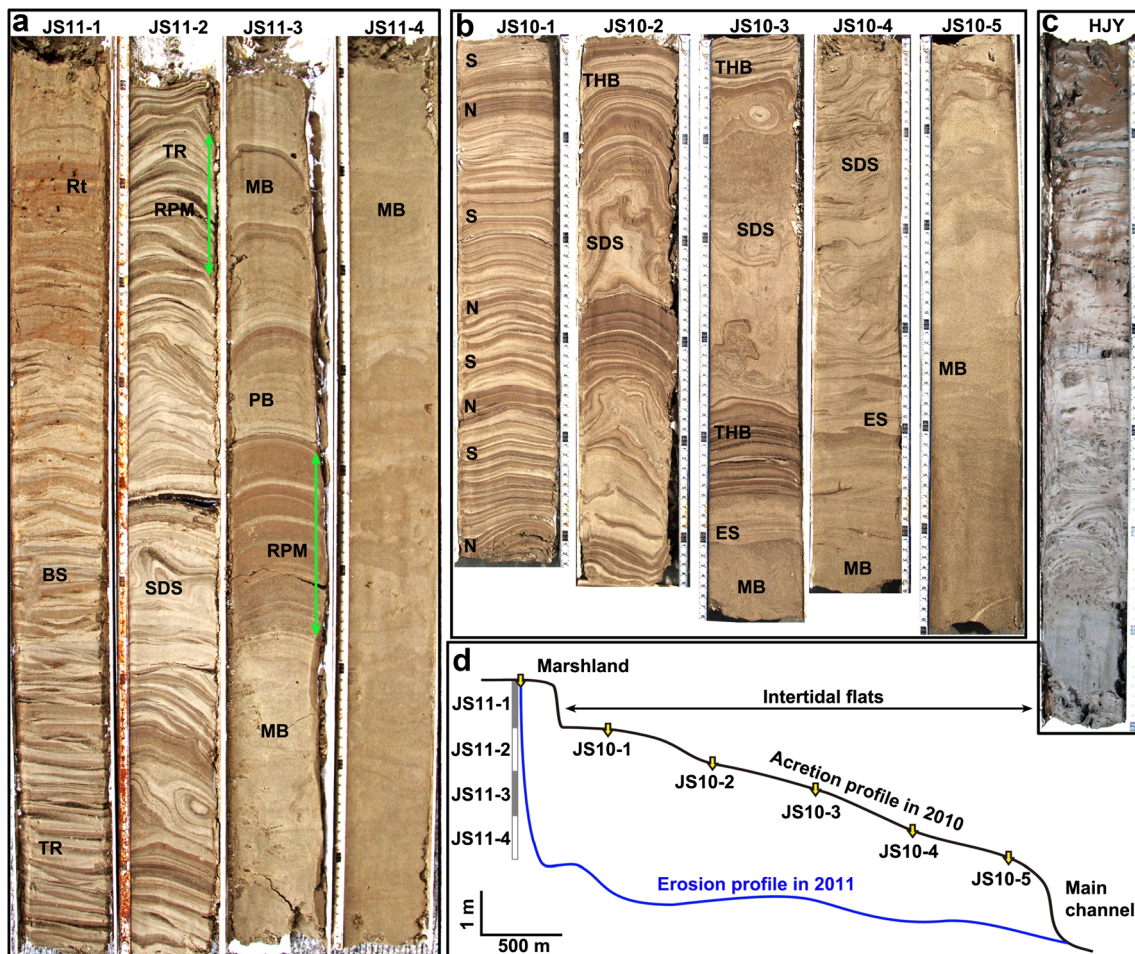 a
JS11-1
JS11-2
JS11-3
JS11-4
Rt
BS
TR
TR
RPM
SDS
MB
PB
RPM
MB
MB
b
JS10-1
JS10-2
JS10-3
JS10-4
JS10-5
S
N
S
N
S
N
S
N
THB
SDS
THB
SDS
THB
ES
MB
SDS
ES
MB
MB
c
HJY
d
Marshland
Intertidal flats
JS11-1
JS11-2
JS11-3
JS11-4
JS10-1
JS10-2
JS10-3
JS10-4
JS10-5
Acretion profile in 2010
Erosion profile in 2011
Main
channel
1 m
500 m